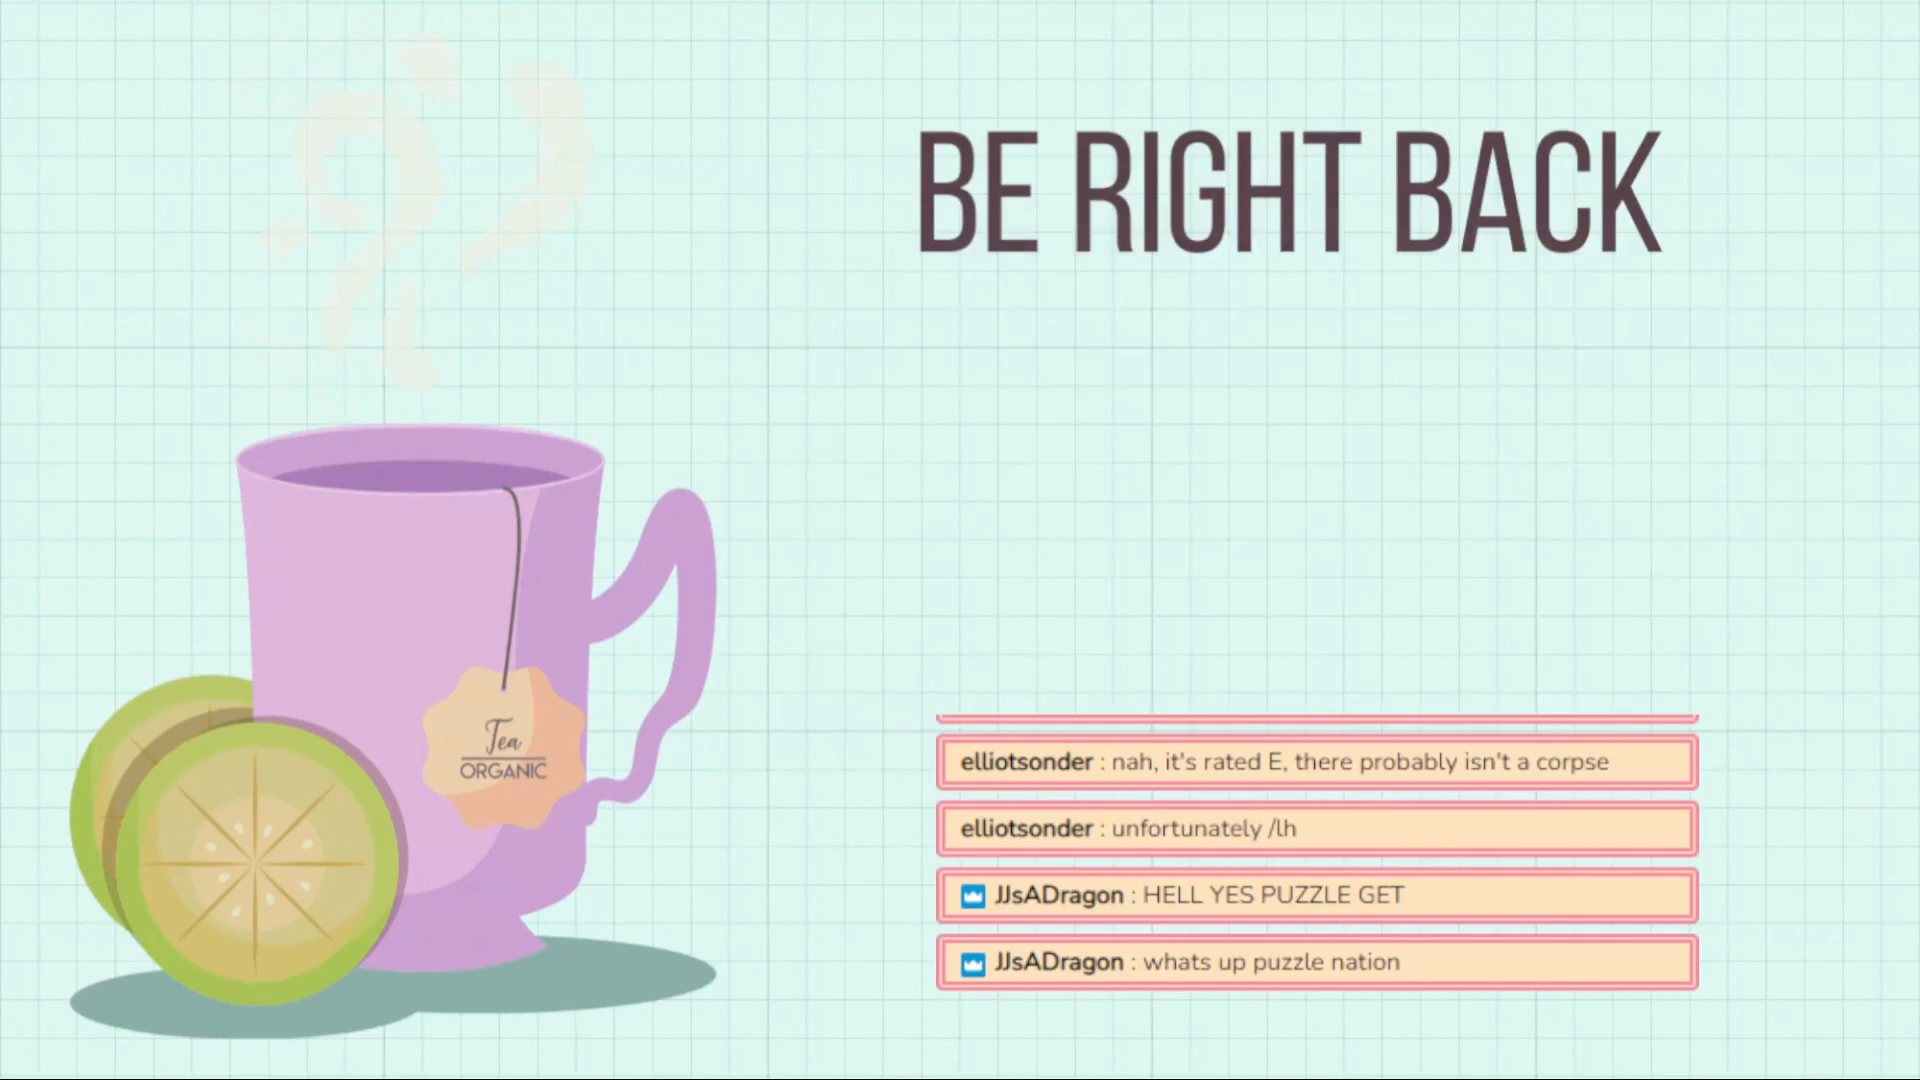 BE RIGHT BACK
Tea
ORGANIC
elliotsonder : nah, it's rated E, there probably isn't a corpse
elliotsonder : unfortunately /lh
JJsADragon : HELL YES PUZZLE GET
JJsADragon : whats up puzzle nation